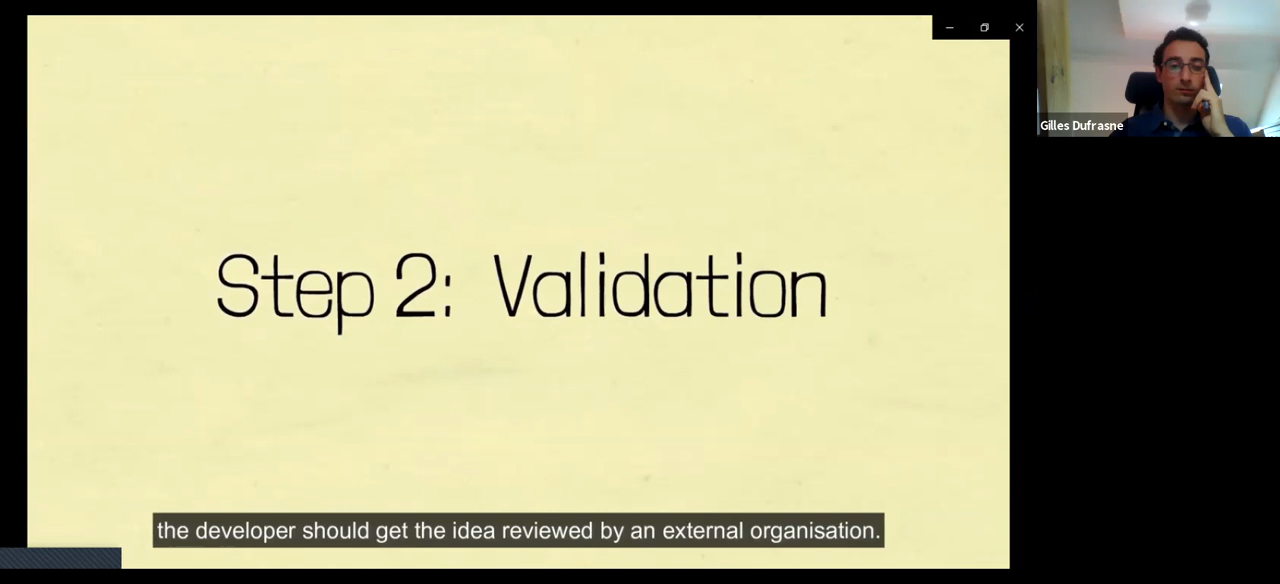 Gilles Dufrasne
Step 2: Validation
the developer should get the idea reviewed by an external organisation.